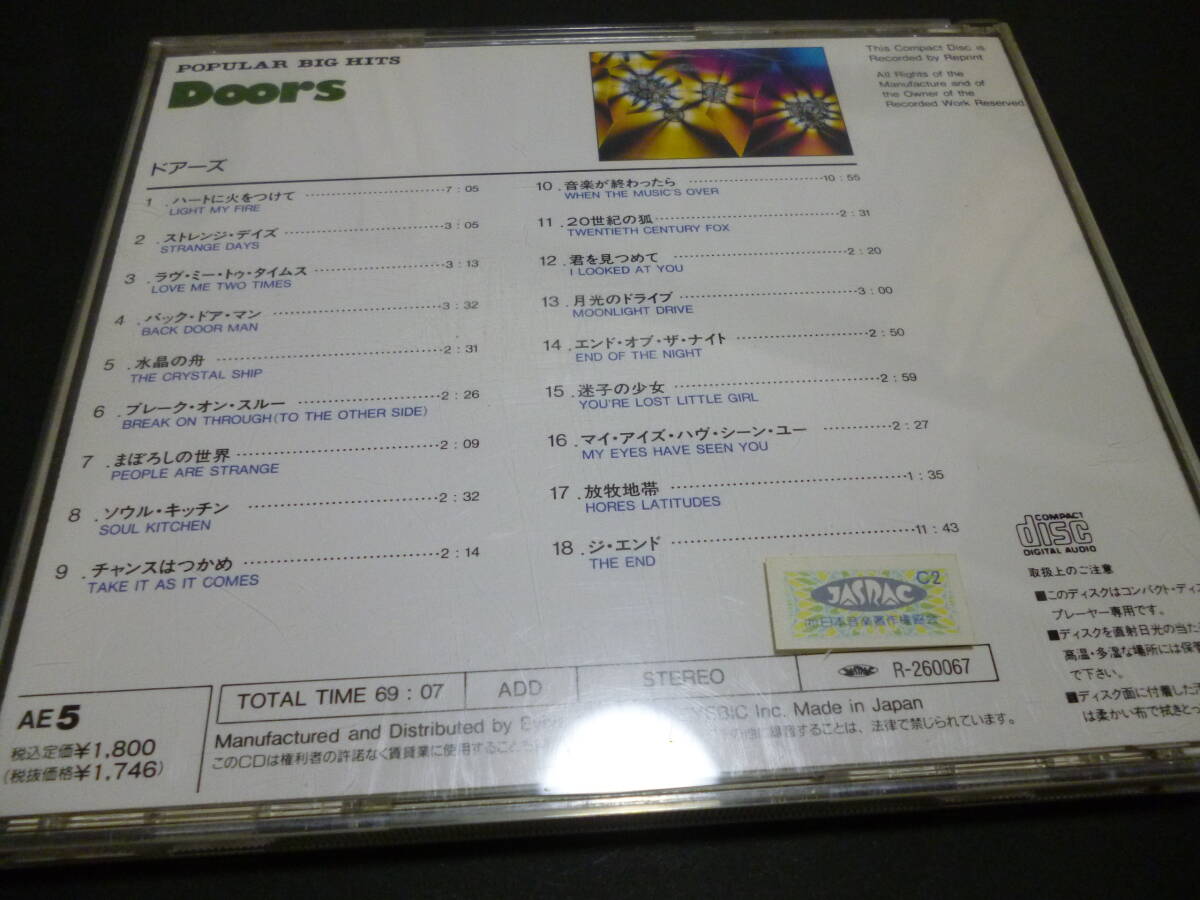 POPULAR BIG HITS
Doors
This Compact Disc is
Recorded by Reprint
All Rights of the
Manufacture and of
the Owner of the
Recorded Work Reserved
ドアーズ
1 .ハートに火をつけて 7:05
LIGHT MY FIRE
2 .ストレンジ・デイズ 3:05
STRANGE DAYS
3 .ラヴ・ミー・トゥ・タイムス 3:13
LOVE ME TWO TIMES
4 .バック・ドア・マン 3:32
BACK DOOR MAN
5 .水晶の舟 2:31
THE CRYSTAL SHIP
6 .ブレーク・オン・スルー 2:26
BREAK ON THROUGH(TO THE OTHER SIDE)
7 .まぼろしの世界 2:09
PEOPLE ARE STRANGE
8 .ソウル・キッチン 2:32
SOUL KITCHEN
9 .チャンスはつかめ 2:14
TAKE IT AS IT COMES
10 .音楽が終わったら 10:55
WHEN THE MUSIC'S OVER
11 .20世紀の狐 2:31
TWENTIETH CENTURY FOX
12 .君を見つめて 2:20
I LOOKED AT YOU
13 .月光のドライブ 3:00
MOONLIGHT DRIVE
14 .エンド・オブ・ザ・ナイト 2:50
END OF THE NIGHT
15 .迷子の少女 2:59
YOU'RE LOST LITTLE GIRL
16 .マイ・アイズ・ハヴ・シーン・ユー 2:27
MY EYES HAVE SEEN YOU
17 .放牧地帯 1:35
HORES LATITUDES
18 .ジ・エンド 11:43
THE END
COMPACT
disc
DIGITAL AUDIO
取扱上のご注意
■このディスクはコンパクト・ディス
プレーヤー専用です。
■ディスクを直射日光の当た
高温・多湿な場所には保管
で下さい。
■ディスク面に付着した
は柔かい布で拭きとっ
C2
JASRAC
日本音楽著作権協会
AE5
税込定価¥1,800
(税抜価格¥1,746)
TOTAL TIME 69:07
ADD
STEREO
JASRAC R-260067
Manufactured and Distributed by Inc. Made in Japan
このCDは権利者の許諾なく賃貸業に使用すること に録音することは、法律で禁じられています。